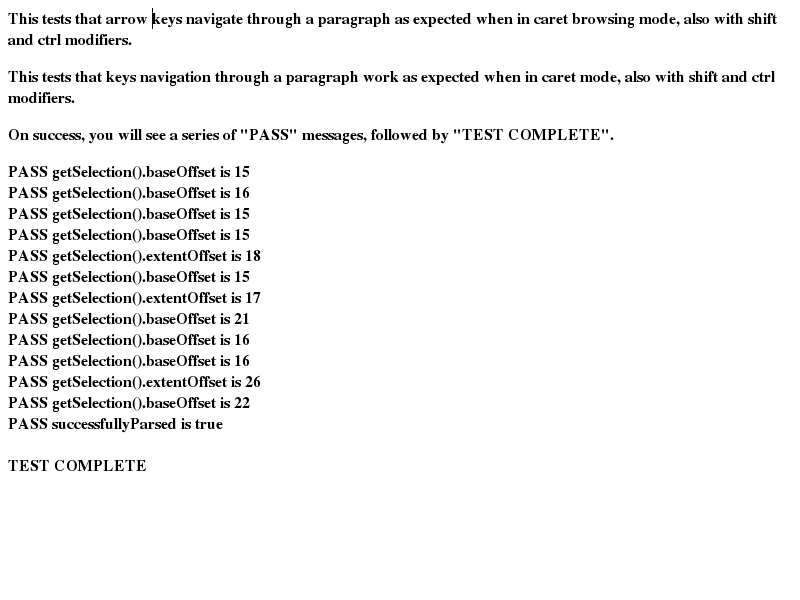 This tests that arrow keys navigate through a paragraph as expected when in caret browsing mode, also with shift
and ctrl modifiers.
This tests that keys navigation through a paragraph work as expected when in caret mode, also with shift and ctrl
modifiers.
On success, you will see a series of "PASS" messages, followed by "TEST COMPLETE".
PASS getSelection().baseOffset is 15
PASS getSelection().baseOffset is 16
PASS getSelection().baseOffset is 15
PASS getSelection().baseOffset is 15
PASS getSelection().extentOffset is 18
PASS getSelection().baseOffset is 15
PASS getSelection().extentOffset is 17
PASS getSelection().baseOffset is 21
PASS getSelection().baseOffset is 16
PASS getSelection().baseOffset is 16
PASS getSelection().extentOffset is 26
PASS getSelection().baseOffset is 22
PASS successfullyParsed is true
TEST COMPLETE